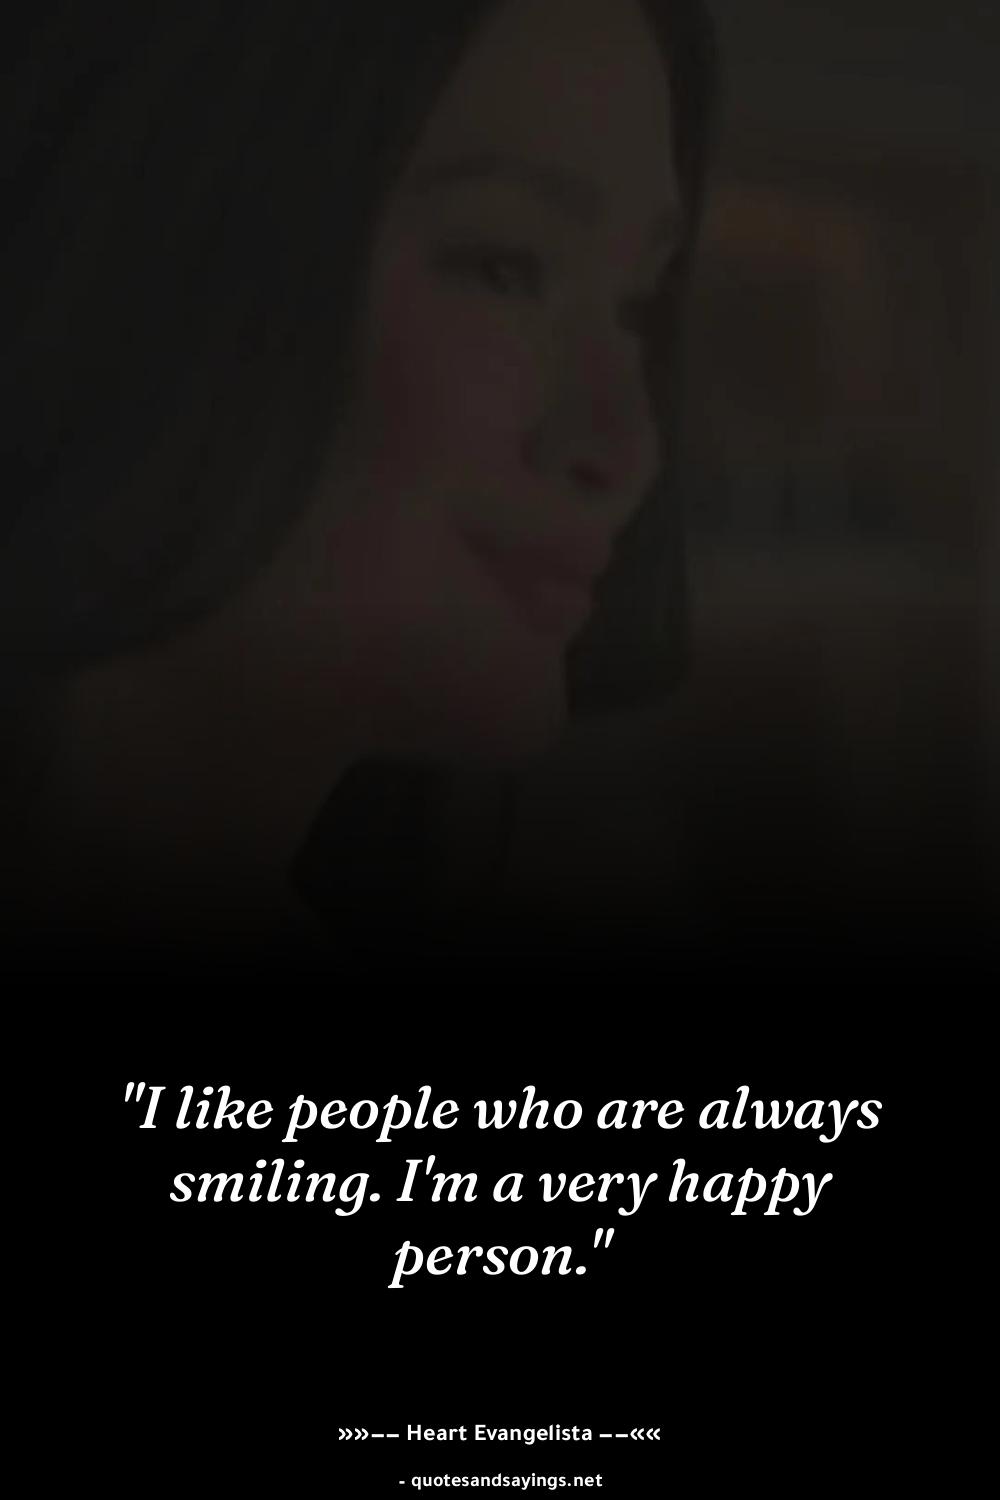 "I like people who are always
smiling. I'm a very happy
person."
»»–– Heart Evangelista ––««
- quotesandsayings.net